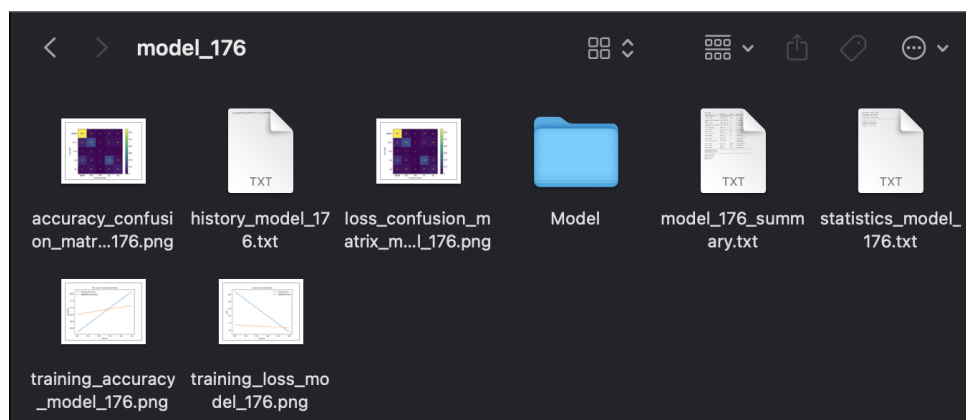 model_176
TXT
TXT
TXT
accuracy_confusi
on_matr...176.png
history_model_17
6.txt
loss_confusion_m
atrix_m...l_176.png
Model
model_176_summ
ary.txt
statistics_model_
176.txt
training_accuracy
_model_176.png
training_loss_mo
del_176.png